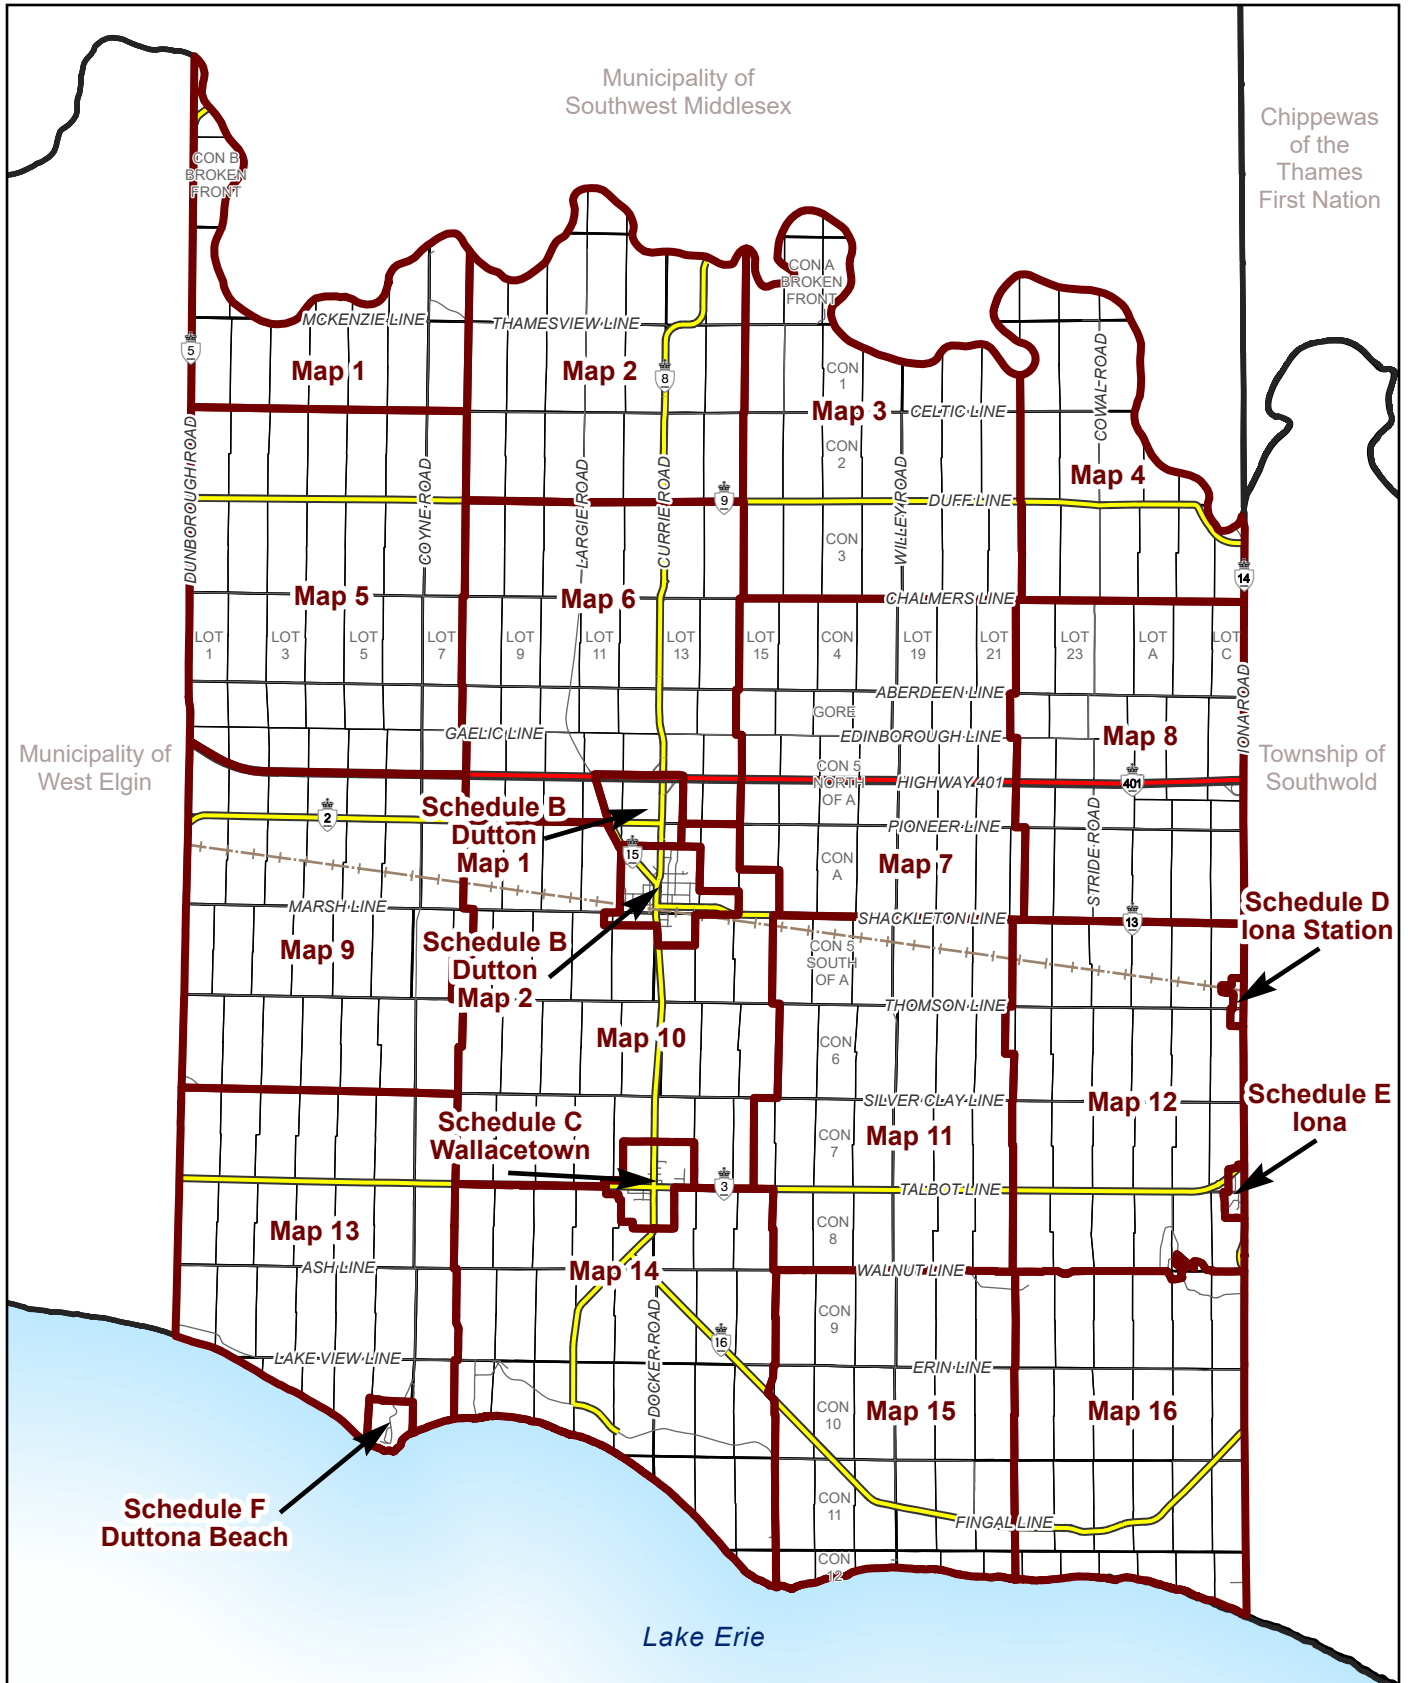 Municipality of
Southwest Middlesex
Chippewas
of the
Thames
First Nation
CON B
BROKEN
FRONT
CON A
BROKEN
FRONT
MCKENZIE LINE
THAMESVIEW LINE
5
Map 1
Map 2
8
CON
1
Map 3
CELTIC LINE
COWAL ROAD
CON
2
Map 4
DUNBOROUGH ROAD
COYNE ROAD
LARGIE ROAD
CURRIE ROAD
9
WILLEY ROAD
DUFF LINE
CON
3
14
Map 5
Map 6
CHALMERS LINE
LOT
1
LOT
3
LOT
5
LOT
7
LOT
9
LOT
11
LOT
13
LOT
15
CON
4
LOT
19
LOT
21
LOT
23
LOT
A
LOT
C
ABERDEEN LINE
IONA ROAD
GORE
GAELIC LINE
EDINBOROUGH LINE
Map 8
Municipality of
West Elgin
Township of
Southwold
CON 5
NORTH
OF A
HIGHWAY 401
401
Schedule B
Dutton
Map 1
2
PIONEER LINE
15
CON
A
Map 7
STRIDE ROAD
MARSH LINE
SHACKLETON LINE
13
Schedule D
Iona Station
Map 9
Schedule B
Dutton
Map 2
CON 5
SOUTH
OF A
THOMSON LINE
Map 10
CON
6
SILVER CLAY LINE
Map 12
Schedule E
Iona
Schedule C
Wallacetown
CON
7
Map 11
3
TALBOT LINE
Map 13
CON
8
ASH LINE
Map 14
WALNUT LINE
DOCKER ROAD
16
CON
9
LAKE VIEW LINE
ERIN LINE
CON
10
Map 15
Map 16
Schedule F
Duttona Beach
CON
11
FINGAL LINE
CON
12
Lake Erie